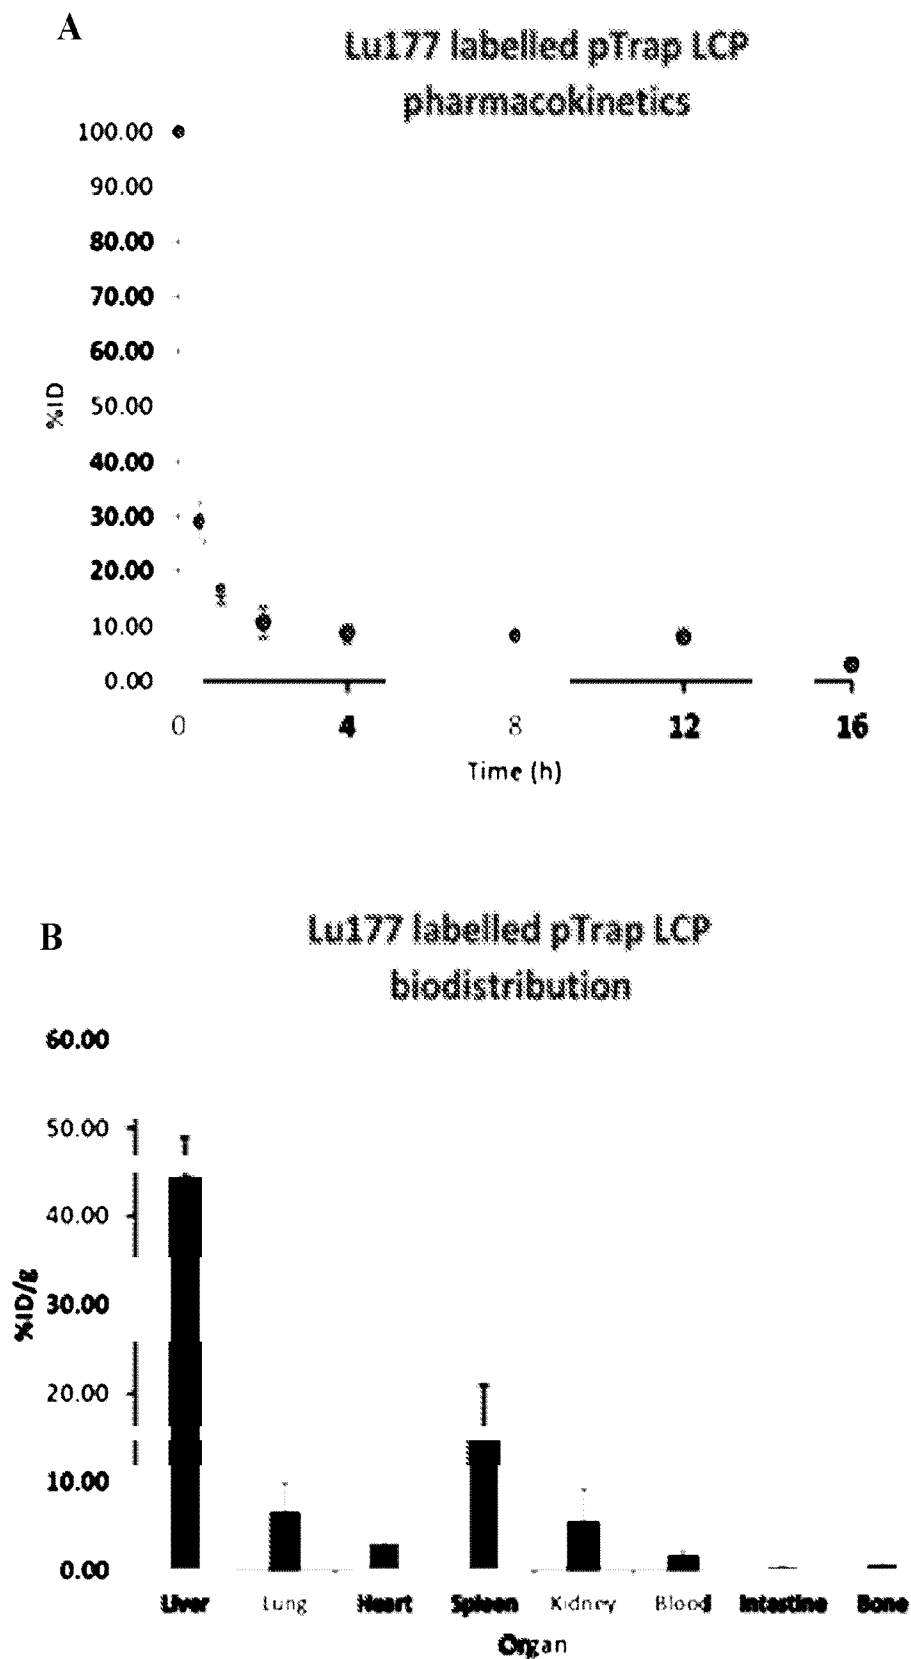 A
Lu177 labelled pTrap LCP
pharmacokinetics
100.00
90.00
80.00
70.00
60.00
50.00
40.00
30.00
20.00
10.00
0.00
%ID
0 4 8 12 16
Time (h)
B
Lu177 labelled pTrap LCP
biodistribution
60.00
50.00
40.00
30.00
20.00
10.00
0.00
%ID/g
Liver Lung Heart Spleen Kidney Blood Intestine Bone
Organ